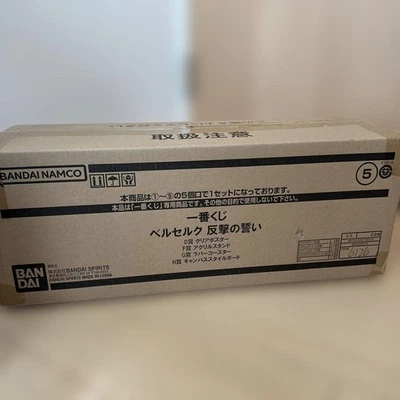 取扱注意
BANDAI NAMCO
5
本商品は①～⑤の5個口で1セットになっております。
本品は「一番くじ」専用商品です。その他の目的で使用しないで下さい。
一番くじ
ベルセルク 反撃の誓い
D賞 クリアポスター
F賞 アクリルスタンド
G賞 ラバーコースター
H賞 キャンバススタイルボード
BAN
DAI
株式会社BANDAI SPIRITS
BANDAI SPIRITS MADE IN CHINA